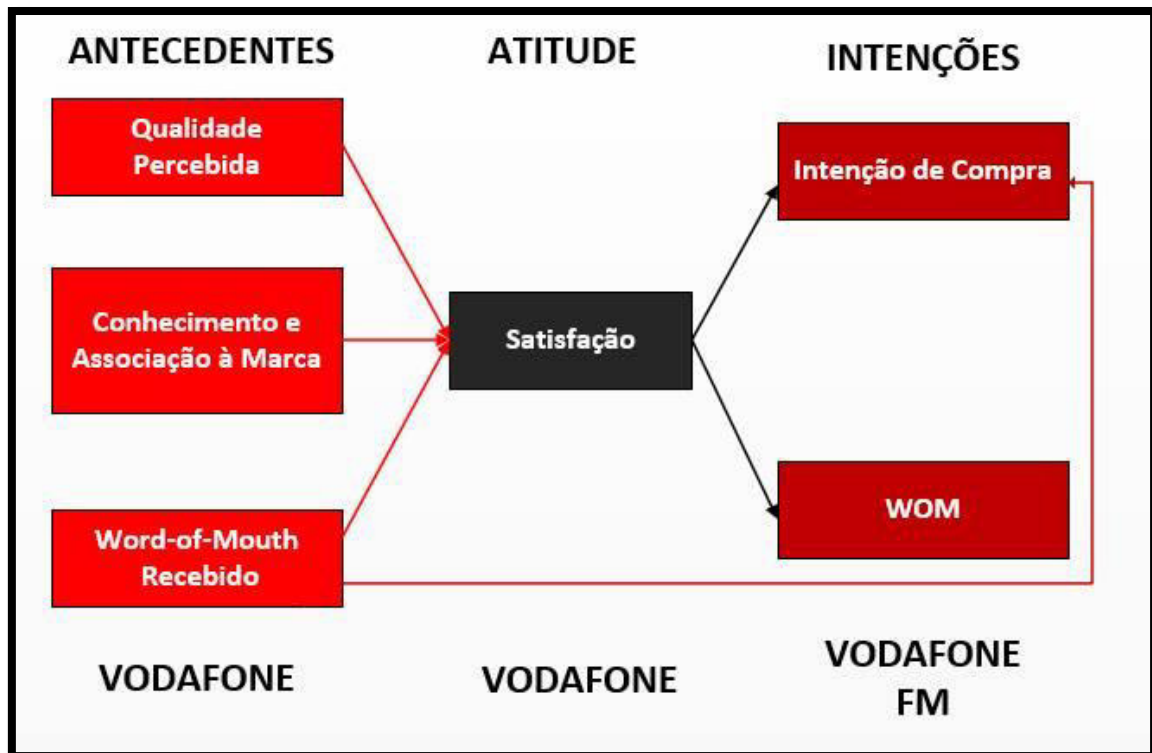 ANTECEDENTES
ATITUDE
INTENÇÕES
Qualidade
Percebida
Conhecimento e
Associação à Marca
Word-of-Mouth
Recebido
Satisfação
Intenção de Compra
WOM
VODAFONE
VODAFONE
VODAFONE
FM